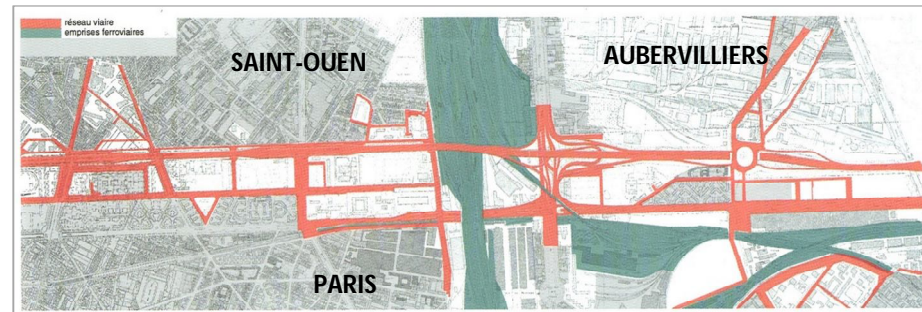 réseau viaire
emprises ferroviaires
SAINT-OUEN
AUBERVILLIERS
PARIS